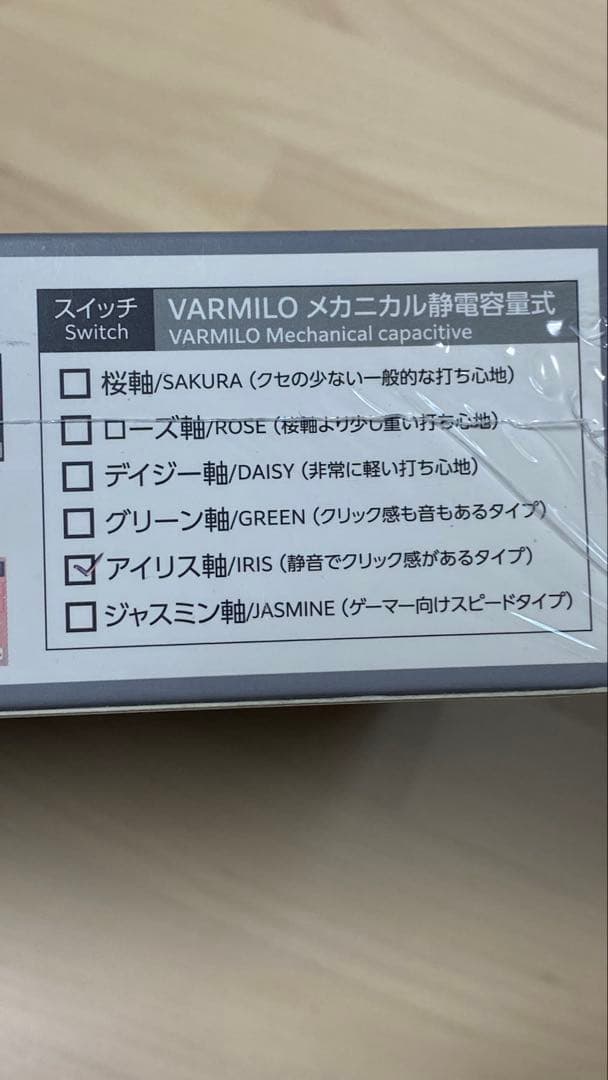 スイッチ
Switch
VARMILO メカニカル静電容量式
VARMILO Mechanical capacitive
桜軸/SAKURA (クセの少ない一般的な打ち心地)
ローズ軸/ROSE (桜軸より少し重い打ち心地)
デイジー軸/DAISY (非常に軽い打ち心地)
グリーン軸/GREEN (クリック感も音もあるタイプ)
アイリス軸/IRIS (静音でクリック感があるタイプ)
ジャスミン軸/JASMINE (ゲーマー向けスピードタイプ)